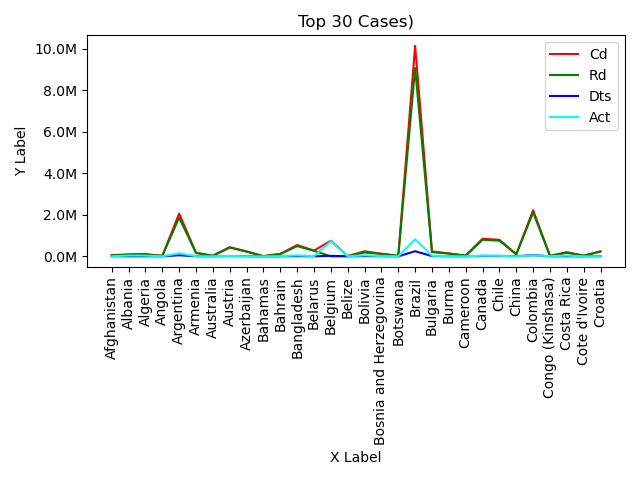 Top 30 Cases)
10.0M
8.0M
6.0M
4.0M
2.0M
0.0M
Y Label
Cd
Rd
Dts
Act
Afghanistan
Albania
Algeria
Angola
Argentina
Armenia
Australia
Austria
Azerbaijan
Bahamas
Bahrain
Bangladesh
Belarus
Belgium
Belize
Bolivia
Bosnia and Herzegovina
Botswana
Brazil
Bulgaria
Burma
Cameroon
Canada
Chile
China
Colombia
Congo (Kinshasa)
Costa Rica
Cote d'Ivoire
Croatia
X Label